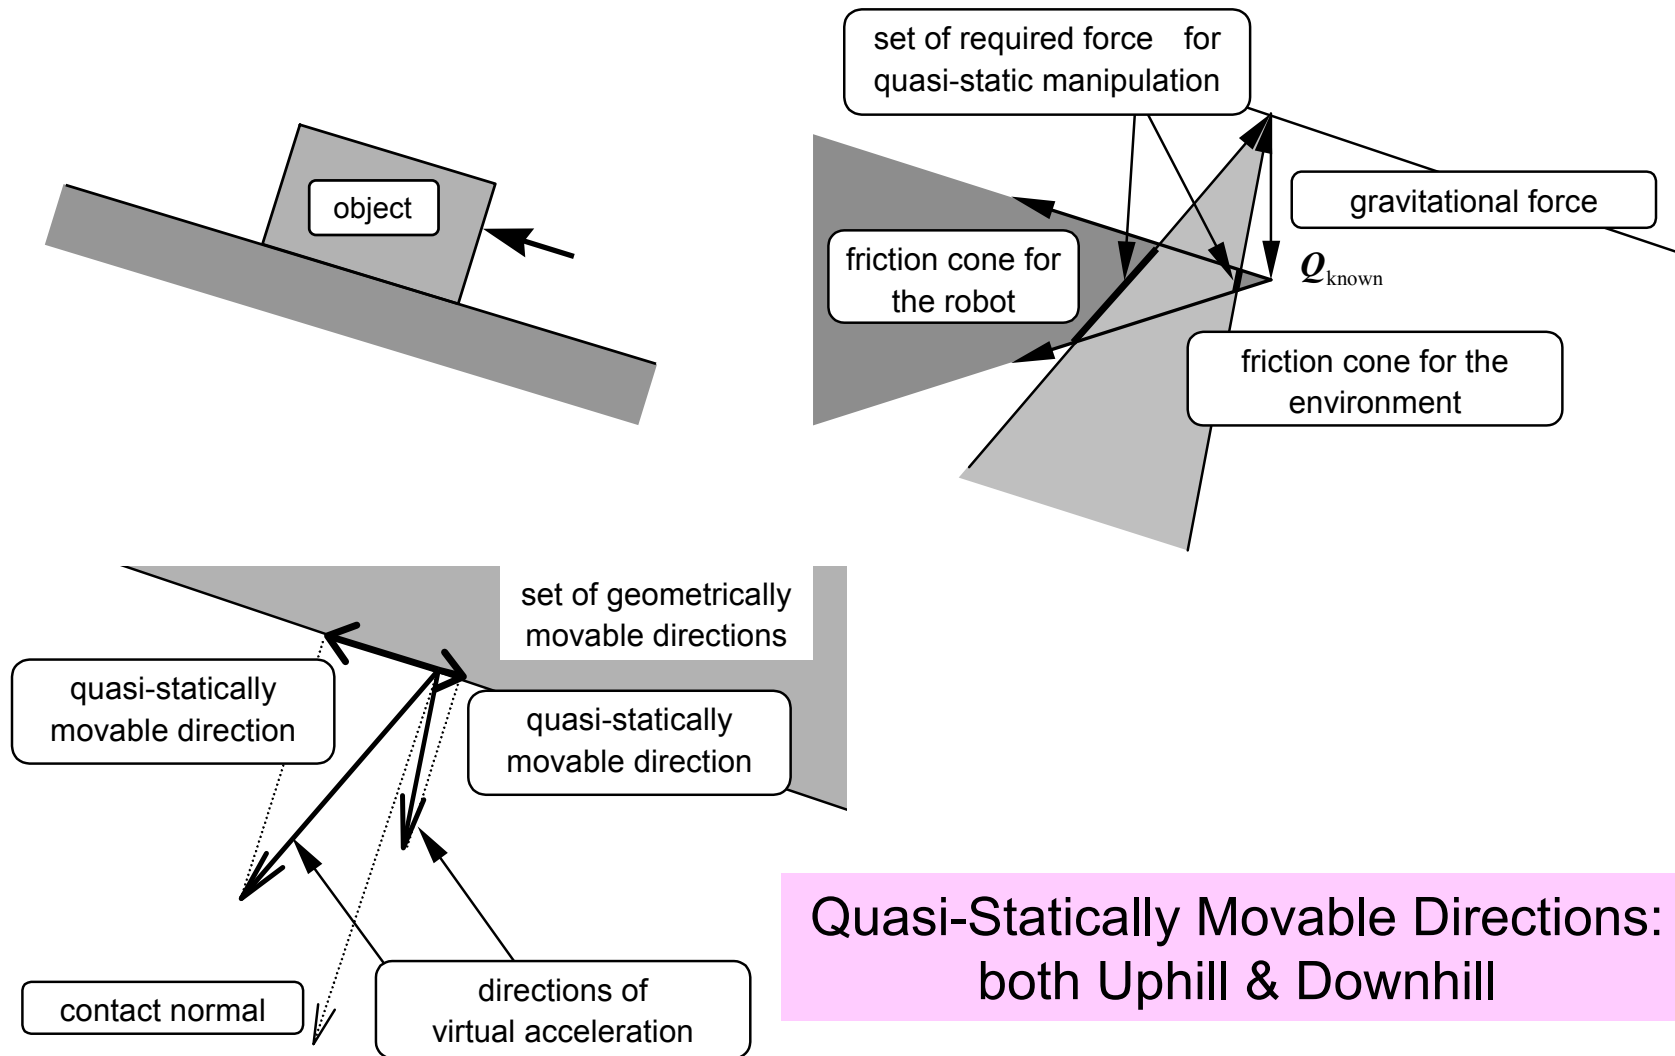 set of required force for
quasi-static manipulation
object
gravitational force
friction cone for
the robot
Qknown
friction cone for the
environment
set of geometrically
movable directions
quasi-statically
movable direction
quasi-statically
movable direction
contact normal
directions of
virtual acceleration
Quasi-Statically Movable Directions:
both Uphill & Downhill